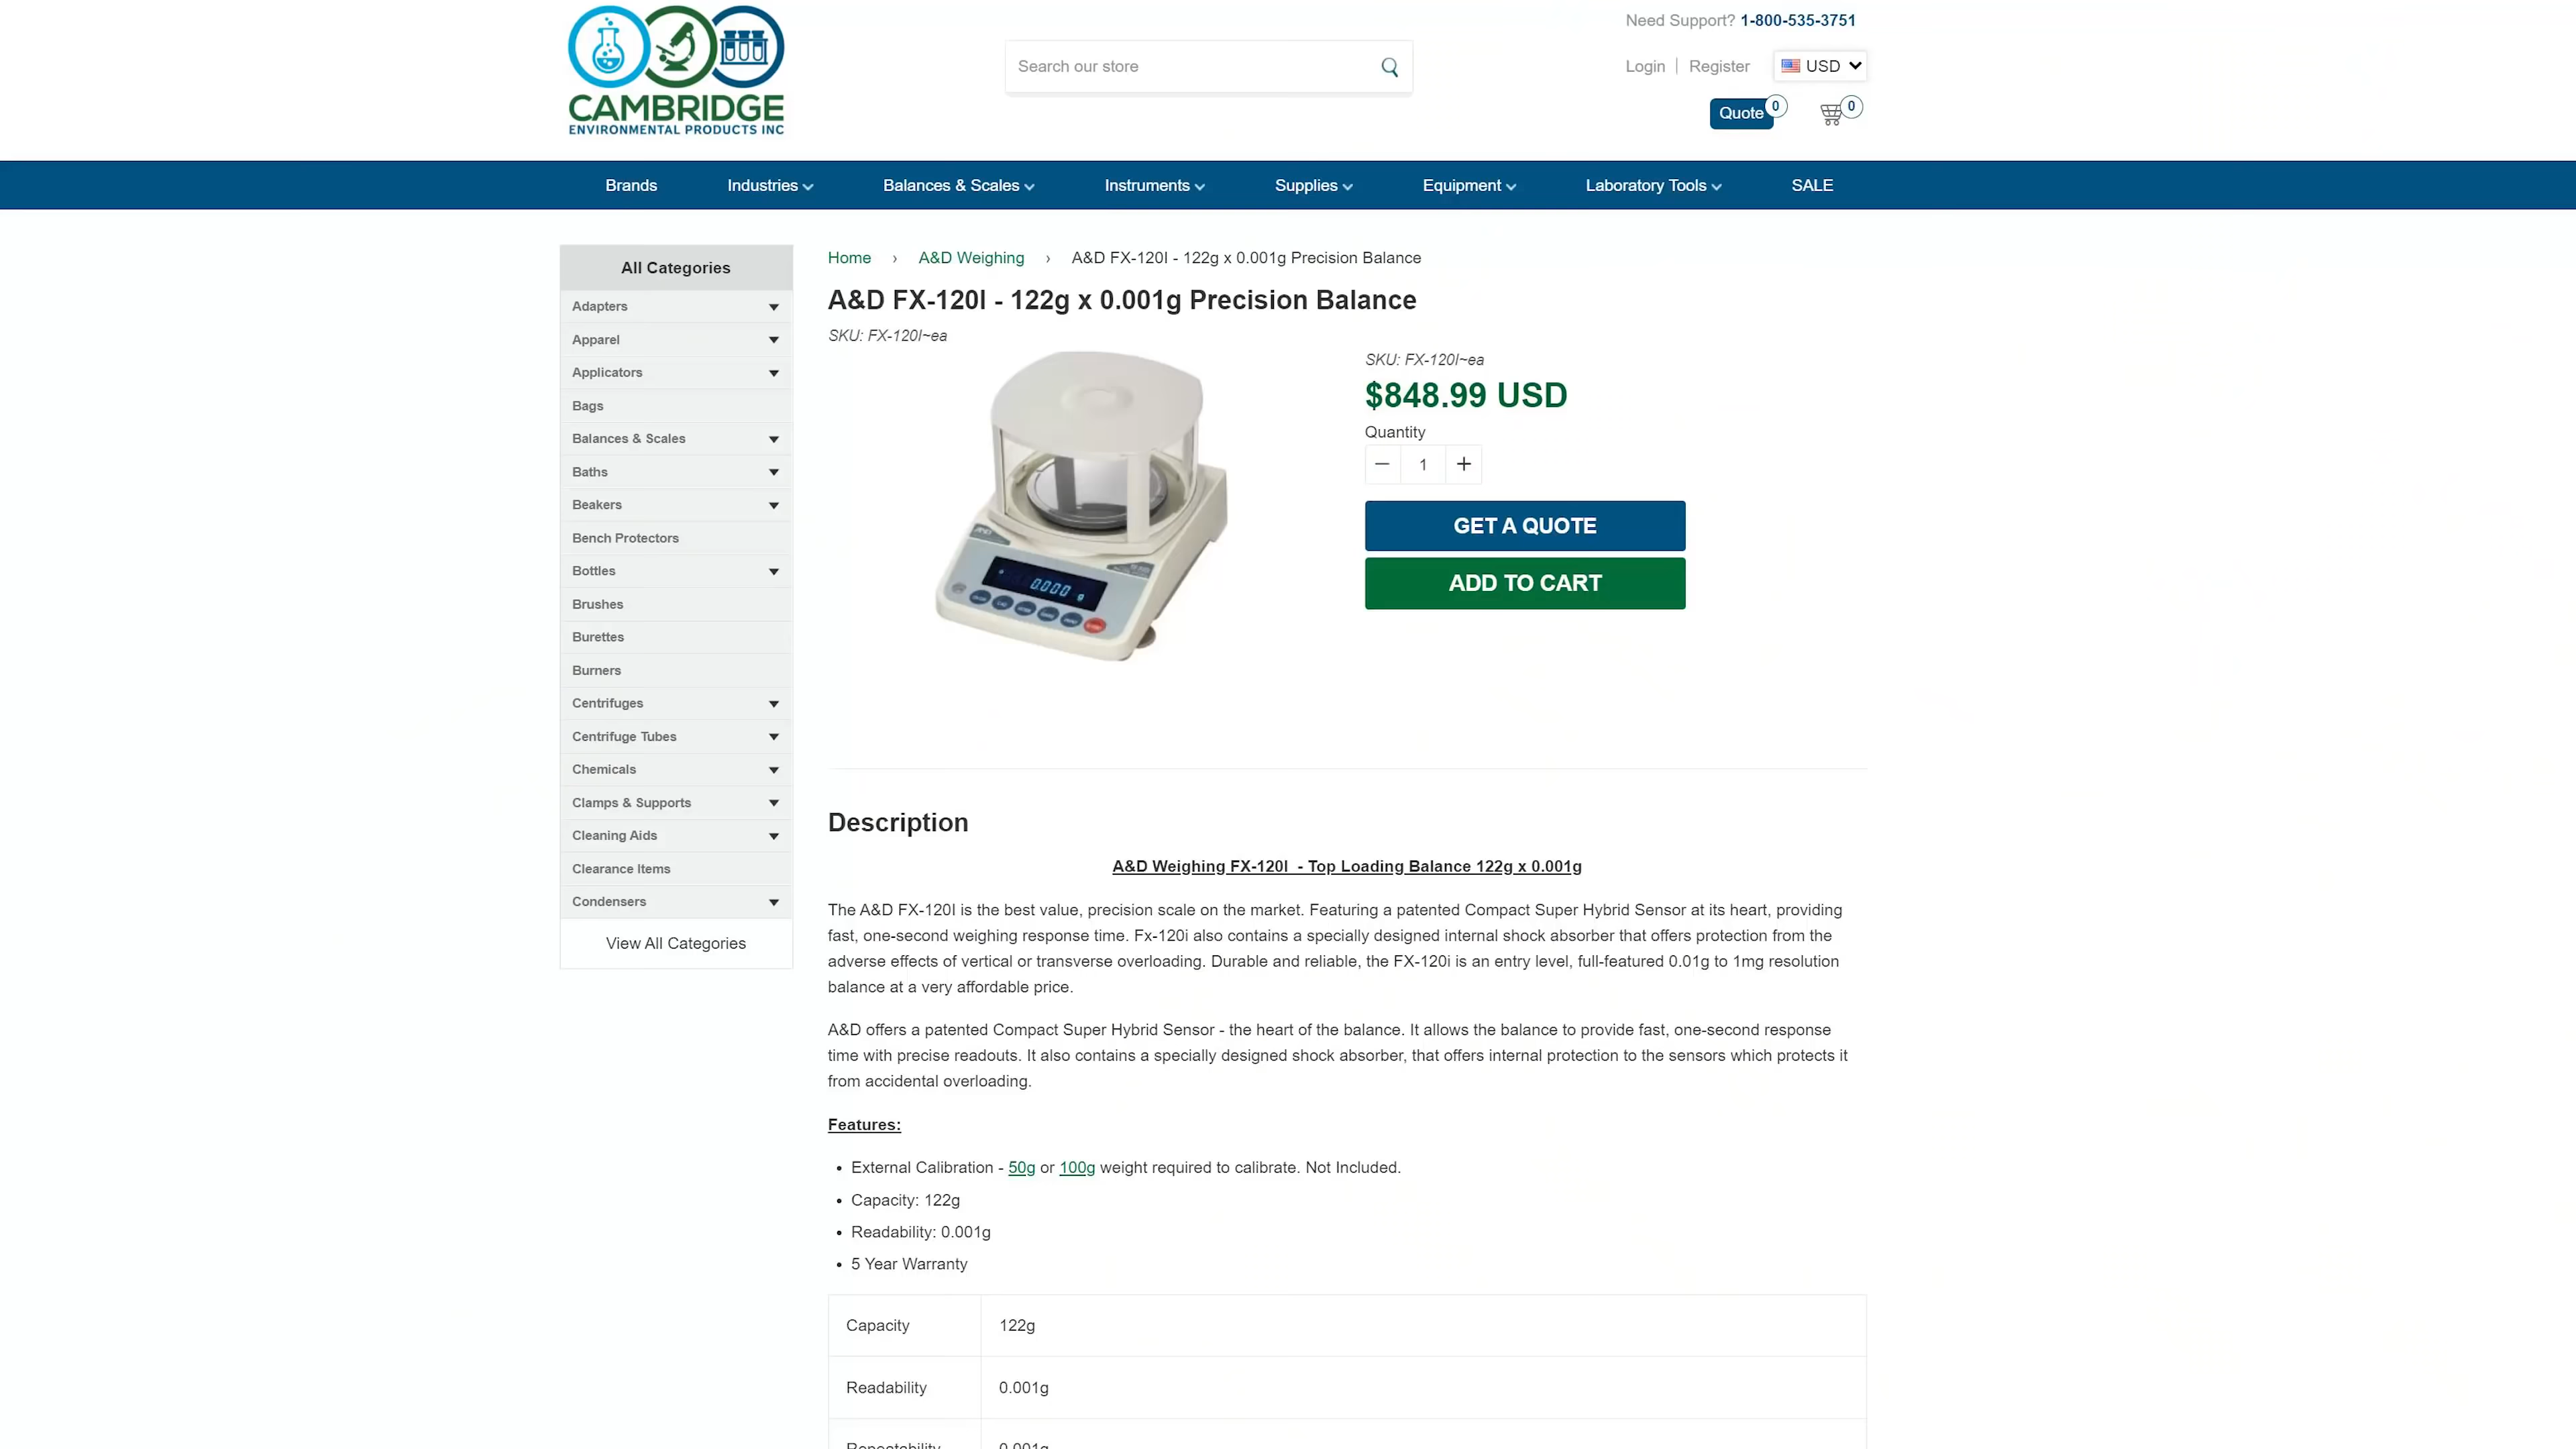 CAMBRIDGE
ENVIRONMENTAL PRODUCTS INC
Search our store
Need Support? 1-800-535-3751
Login | Register
USD
Quote 0
0
Brands
Industries
Balances & Scales
Instruments
Supplies
Equipment
Laboratory Tools
SALE
All Categories
Adapters
Apparel
Applicators
Bags
Balances & Scales
Baths
Beakers
Bench Protectors
Bottles
Brushes
Burettes
Burners
Centrifuges
Centrifuge Tubes
Chemicals
Clamps & Supports
Cleaning Aids
Clearance Items
Condensers
View All Categories
Home › A&D Weighing › A&D FX-120I - 122g x 0.001g Precision Balance
A&D FX-120I - 122g x 0.001g Precision Balance
SKU: FX-120I~ea
0.000 g
SKU: FX-120I~ea
$848.99 USD
Quantity
1
GET A QUOTE
ADD TO CART
Description
A&D Weighing FX-120I - Top Loading Balance 122g x 0.001g
The A&D FX-120I is the best value, precision scale on the market. Featuring a patented Compact Super Hybrid Sensor at its heart, providing
fast, one-second weighing response time. Fx-120i also contains a specially designed internal shock absorber that offers protection from the
adverse effects of vertical or transverse overloading. Durable and reliable, the FX-120i is an entry level, full-featured 0.01g to 1mg resolution
balance at a very affordable price.
A&D offers a patented Compact Super Hybrid Sensor - the heart of the balance. It allows the balance to provide fast, one-second response
time with precise readouts. It also contains a specially designed shock absorber, that offers internal protection to the sensors which protects it
from accidental overloading.
Features:
• External Calibration - 50g or 100g weight required to calibrate. Not Included.
• Capacity: 122g
• Readability: 0.001g
• 5 Year Warranty
Capacity 122g
Readability 0.001g
Repeatability 0.001g